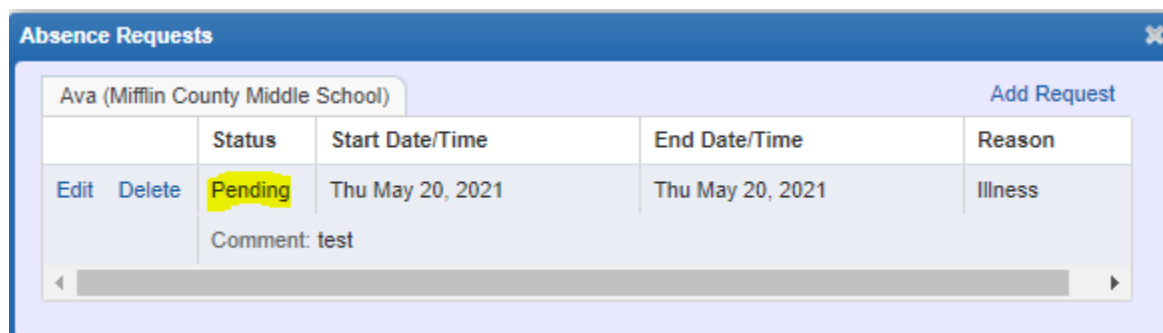 Absence Requests
Ava (Mifflin County Middle School) Add Request
Status Start Date/Time End Date/Time Reason
Edit Delete Pending Thu May 20, 2021 Thu May 20, 2021 Illness
Comment: test